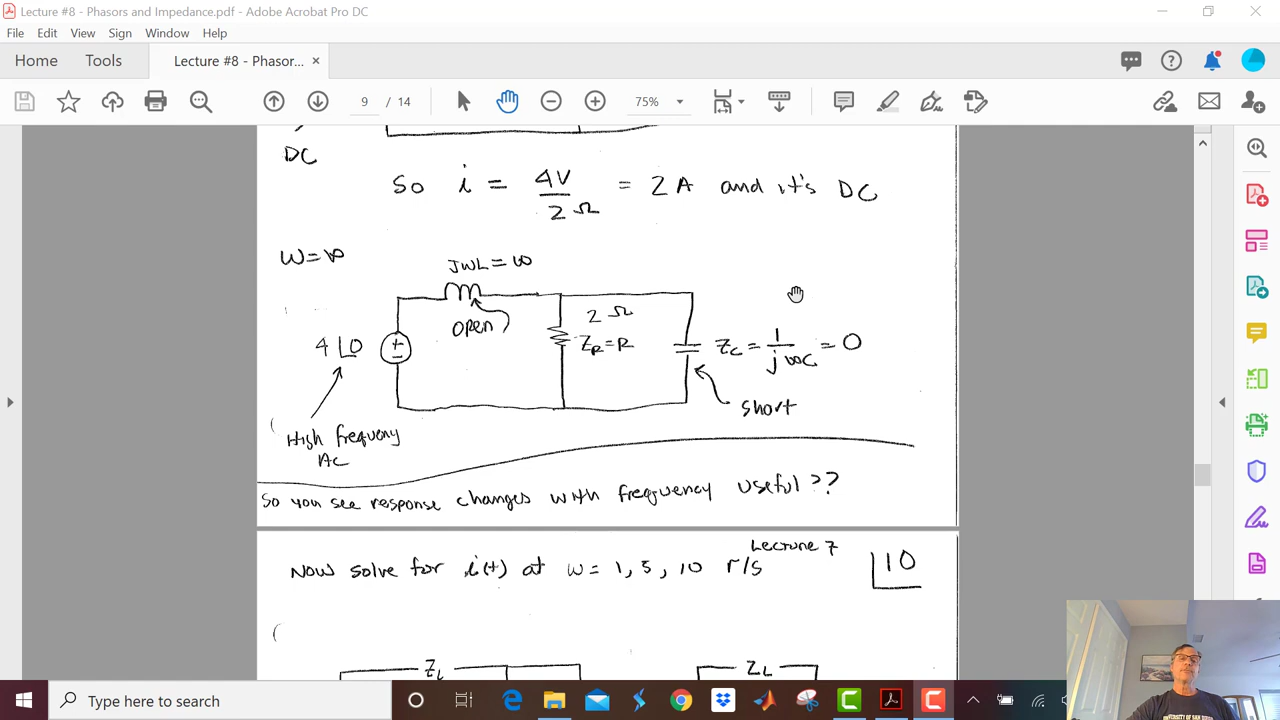 Lecture #8 - Phasors and Impedance.pdf - Adobe Acrobat Pro DC
File Edit View Sign Window Help
Home Tools Lecture #8 - Phasor... ×
9 / 14 75%
DC
So i = 4V / 2Ω = 2A and it's DC
W=∞
JWL=∞
open
2 Ω
Z_R=R
4∠0
Z_C = 1 / j∞C = 0
short
High frequency
AC
So you see response changes with frequency useful??
Lecture 7
Now solve for i(t) at w= 1, 5, 10 r/s
10
Z_L
Z_L
Type here to search